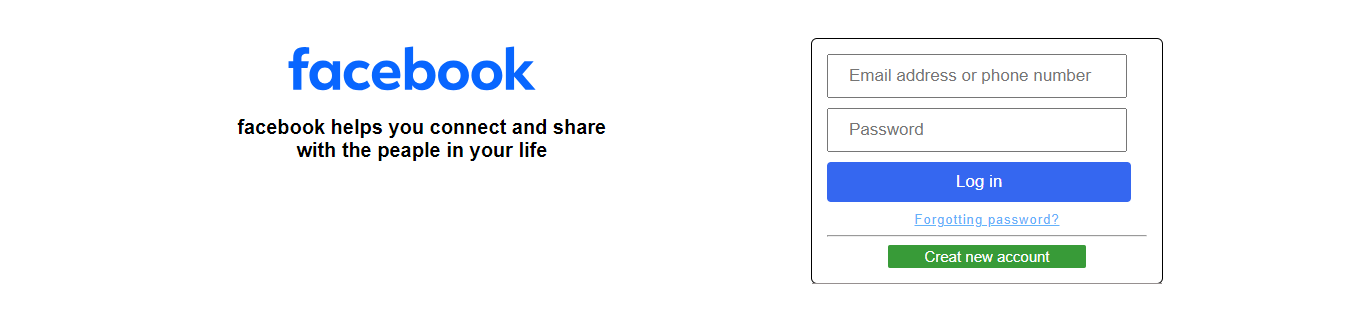 facebook
facebook helps you connect and share
with the peaple in your life
Email address or phone number
Password
Log in
Forgotting password?
Creat new account